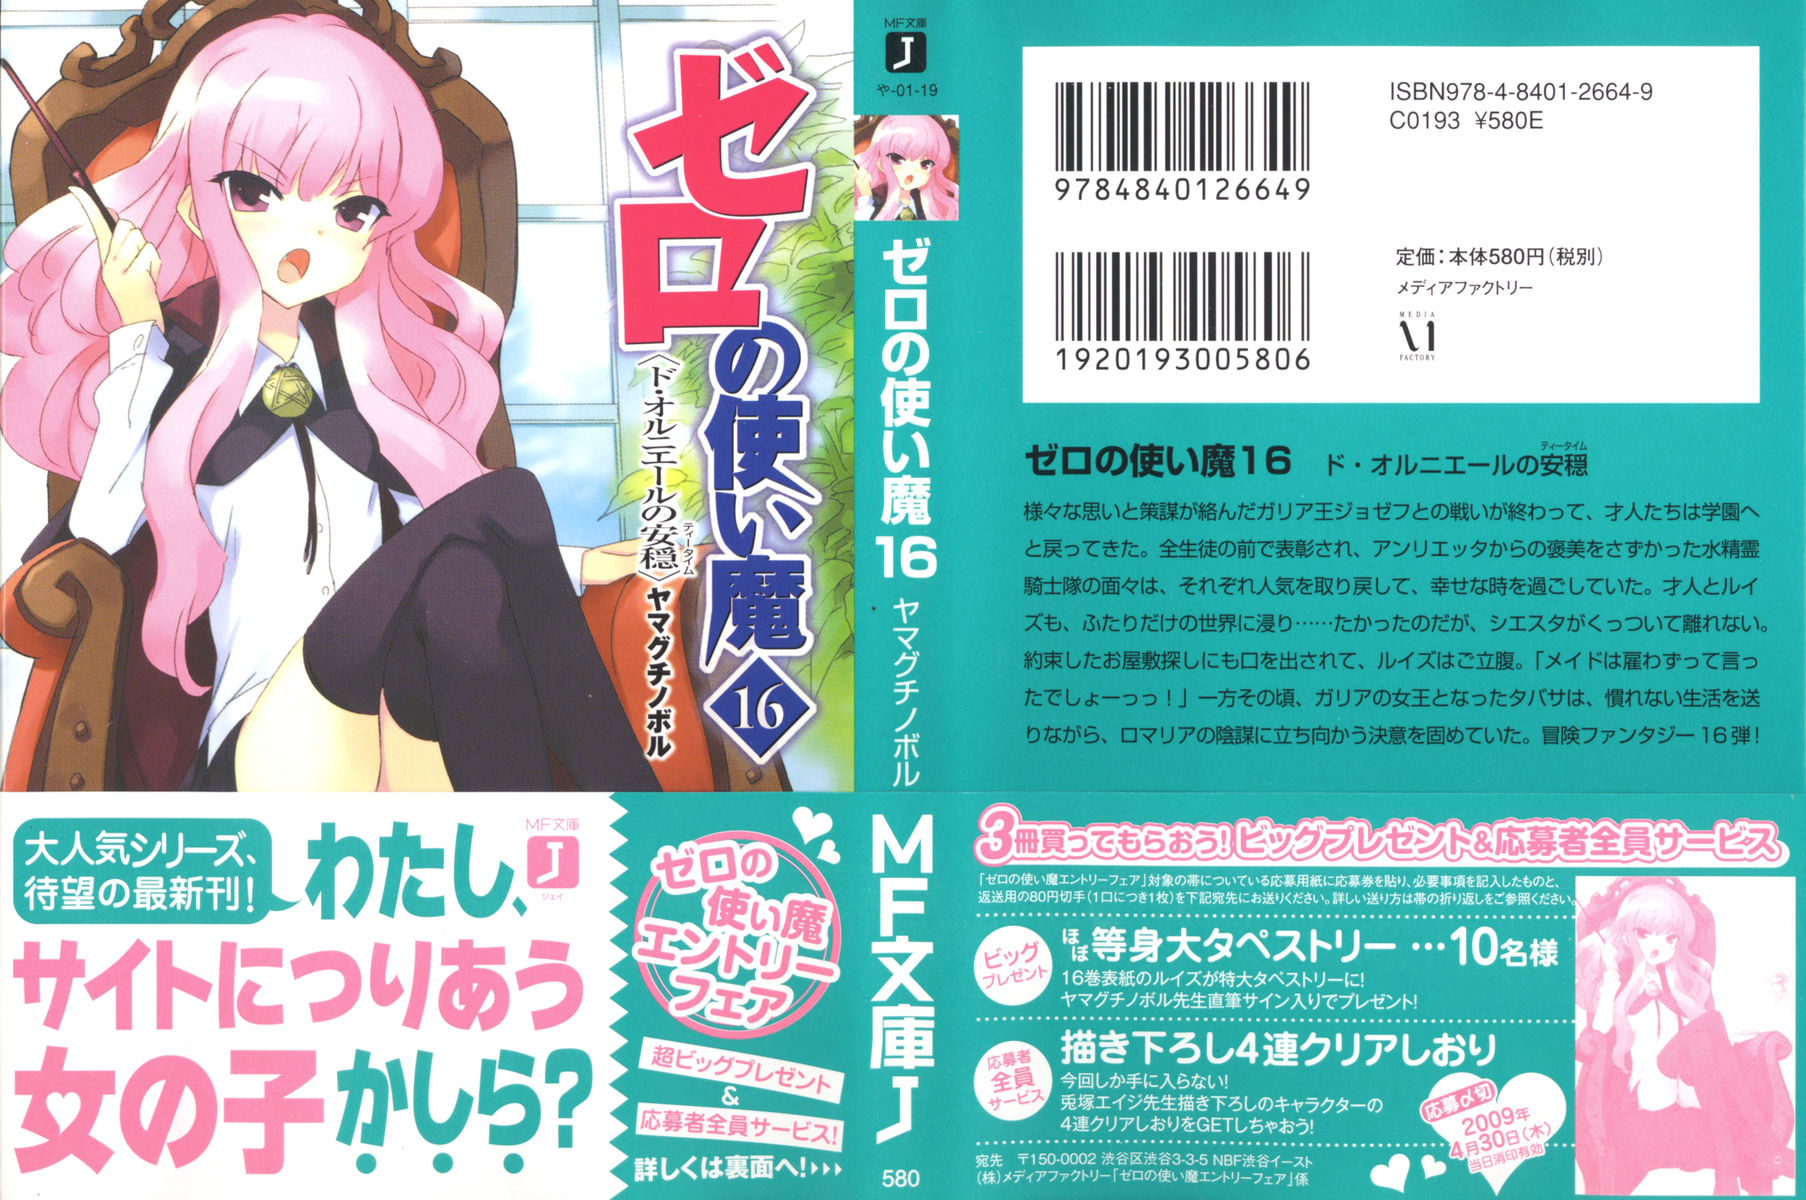 ゼロの使い魔
16
〈ド・オルニエールの安穏〉
ティータイム
ヤマグチノボル
大人気シリーズ、
待望の最新刊!
わたし、
サイトにつりあう
女の子かしら?
MF文庫
J
ジェイ
ゼロの
使い魔
エントリー
フェア
超ビッグプレゼント
&
応募者全員サービス!
詳しくは裏面へ!
MF文庫
J
や-01-19
ゼロの使い魔16
ヤマグチノボル
MF文庫J
580
9784840126649
ISBN978-4-8401-2664-9
C0193 ¥580E
1920193005806
定価:本体580円(税別)
メディアファクトリー
MEDIA
FACTORY
ゼロの使い魔16 ド・オルニエールの安穏
ティータイム
様々な思いと策謀が絡んだガリア王ジョゼフとの戦いが終わって、才人たちは学園へ
と戻ってきた。全生徒の前で表彰され、アンリエッタからの褒美をさずかった水精霊
騎士隊の面々は、それぞれ人気を取り戻して、幸せな時を過ごしていた。才人とルイ
ズも、ふたりだけの世界に浸り……たかったのだが、シエスタがくっついて離れない。
約束したお屋敷探しにも口を出されて、ルイズはご立腹。「メイドは雇わずって言っ
たでしょーっっ!」一方その頃、ガリアの女王となったタバサは、慣れない生活を送
りながら、ロマリアの陰謀に立ち向かう決意を固めていた。冒険ファンタジー16弾!
3冊買ってもらおう!ビッグプレゼント&応募者全員サービス
「ゼロの使い魔エントリーフェア」対象の帯についている応募用紙に応募券を貼り、必要事項を記入したものと、
返送用の80円切手(1口につき1枚)を下記宛先にお送りください。詳しい送り方は帯の折り返しをご参照ください。
ビッグ
プレゼント
ほぼ等身大タペストリー…10名様
16巻表紙のルイズが特大タペストリーに!
ヤマグチノボル先生直筆サイン入りでプレゼント!
応募者
全員
サービス
描き下ろし4連クリアしおり
今回しか手に入らない!
兎塚エイジ先生描き下ろしのキャラクターの
4連クリアしおりをGETしちゃおう!
応募〆切
2009年
4月30日(木)
当日消印有効
宛先 〒150-0002 渋谷区渋谷3-3-5 NBF渋谷イースト
(株)メディアファクトリー「ゼロの使い魔エントリーフェア」係